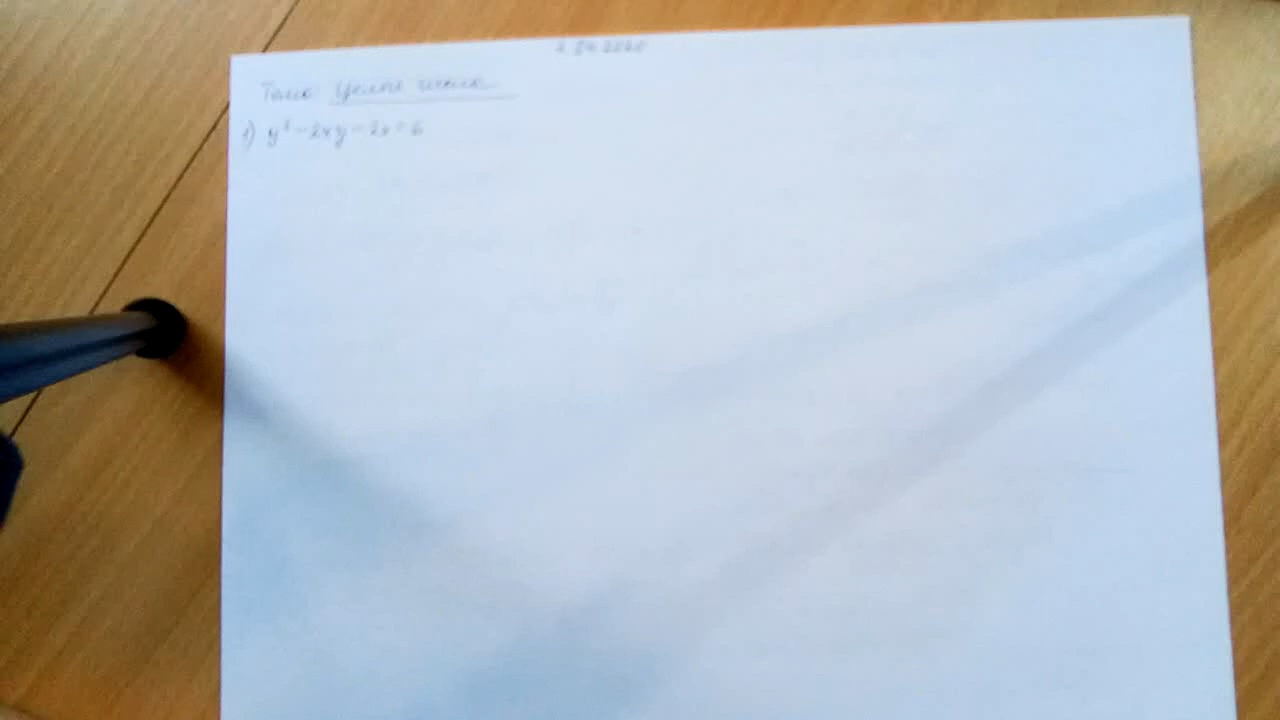 Тема: Целые числа
1) y² - 2xy - 2x = 6